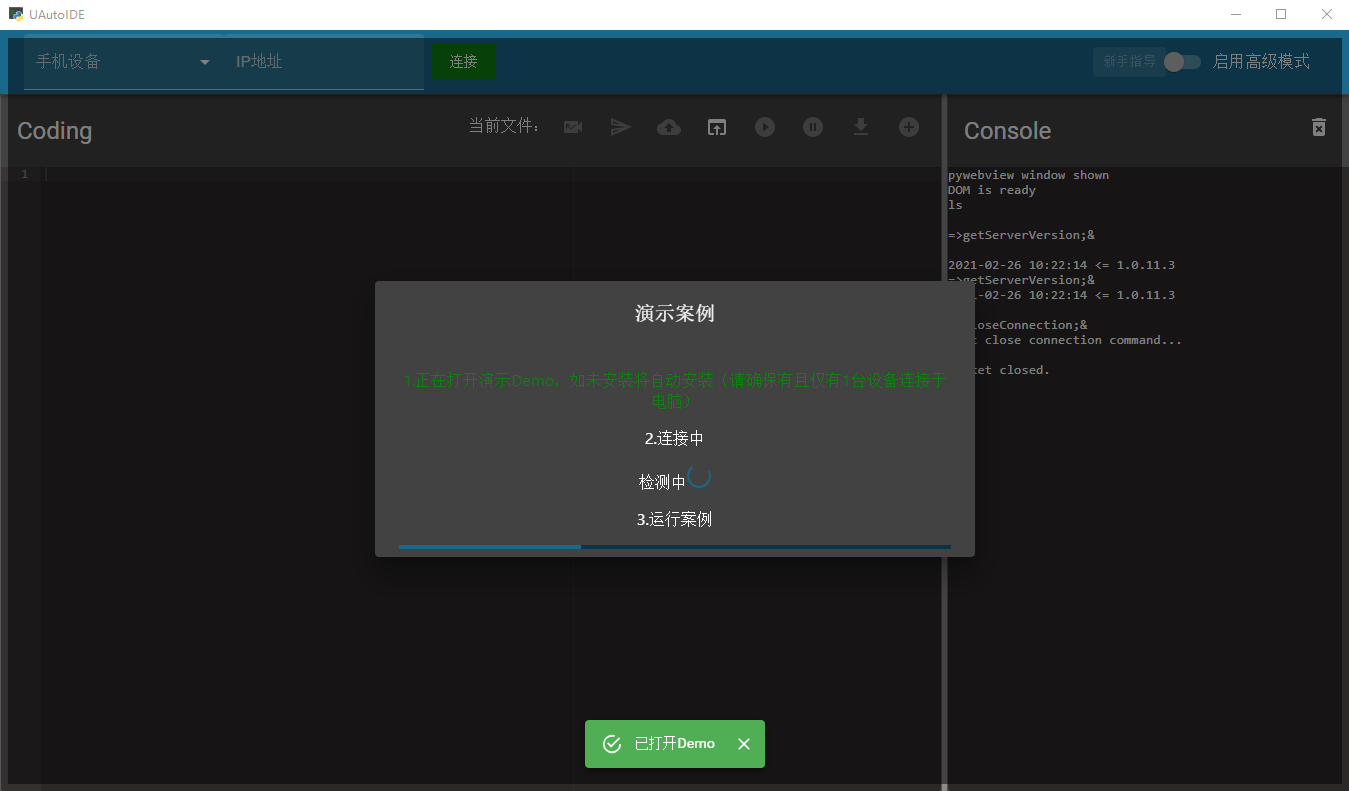 UAutoIDE
手机设备
IP地址
连接
新手指导
启用高级模式
Coding
当前文件：
Console
1
pywebview window shown
DOM is ready
ls
=>getServerVersion;&
2021-02-26 10:22:14 <= 1.0.11.3
=>getServerVersion;&
-02-26 10:22:14 <= 1.0.11.3
loseConnection;&
close connection command...
ket closed.
演示案例
1.正在打开演示Demo，如未安装将自动安装（请确保有且仅有1台设备连接于
电脑）
2.连接中
检测中
3.运行案例
已打开Demo